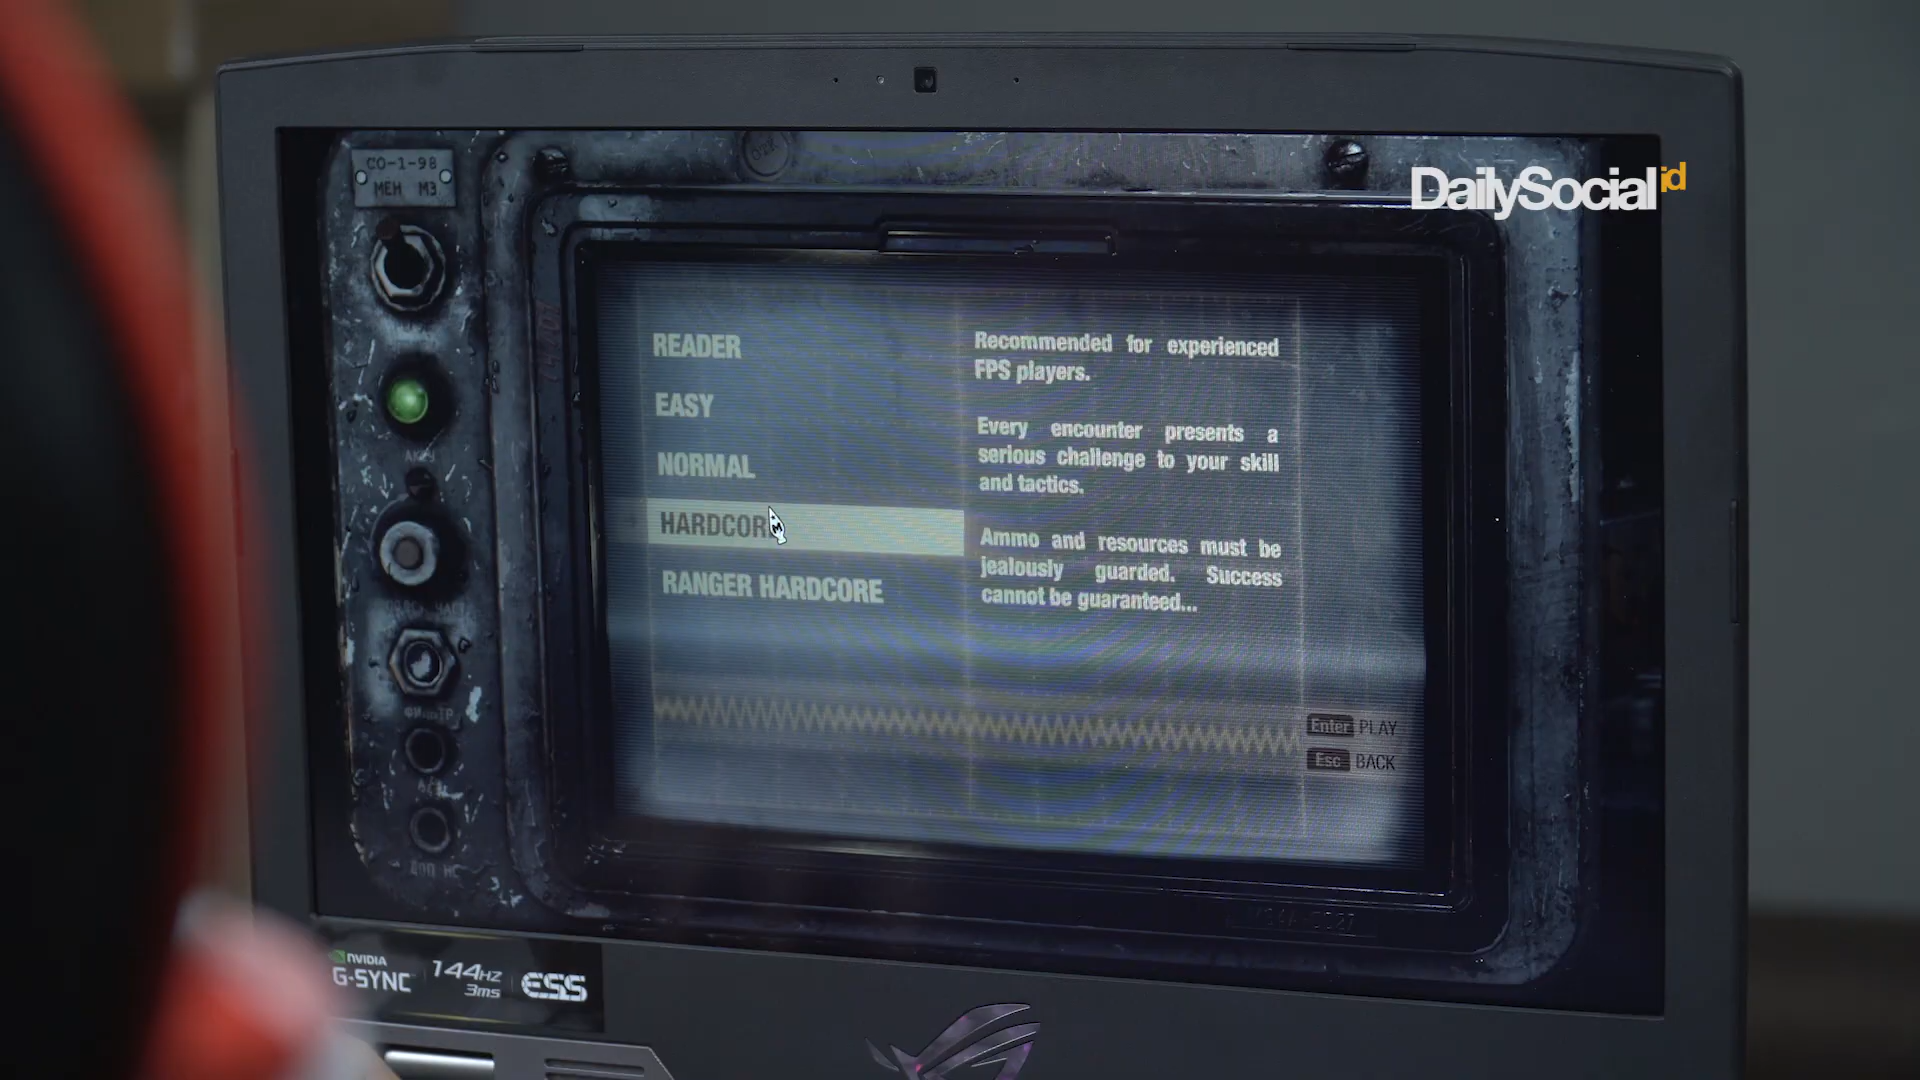 DailySocial.id
CO-1-98
МЕН МЗ
READER
EASY
NORMAL
HARDCORE
RANGER HARDCORE
Recommended for experienced
FPS players.
Every encounter presents a
serious challenge to your skill
and tactics.
Ammo and resources must be
jealously guarded. Success
cannot be guaranteed...
Enter PLAY
Esc BACK
NVIDIA
G-SYNC
144HZ
3ms
ESS